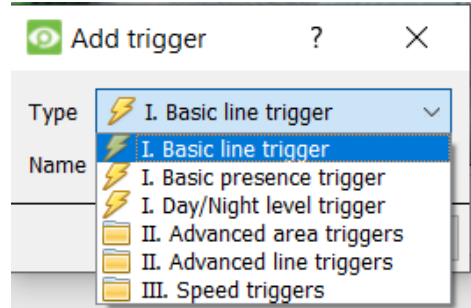 Add trigger ?
Type I. Basic line trigger
I. Basic line trigger
Name
I. Basic presence trigger
I. Day/Night level trigger
II. Advanced area triggers
II. Advanced line triggers
III. Speed triggers